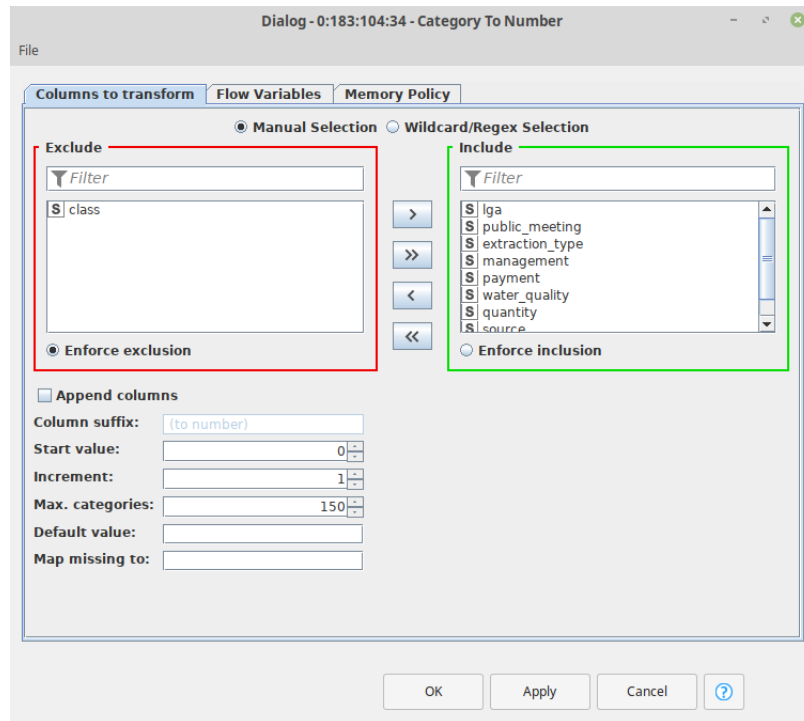 Dialog - 0:183:104:34 - Category To Number
File
Columns to transform Flow Variables Memory Policy
Manual Selection Wildcard/Regex Selection
Exclude Include
Filter Filter
S class
S lga
S public_meeting
S extraction_type
S management
S payment
S water_quality
S quantity
S source
>
>>
<
<<
Enforce exclusion Enforce inclusion
Append columns
Column suffix: (to number)
Start value: 0
Increment: 1
Max. categories: 150
Default value:
Map missing to:
OK Apply Cancel ?